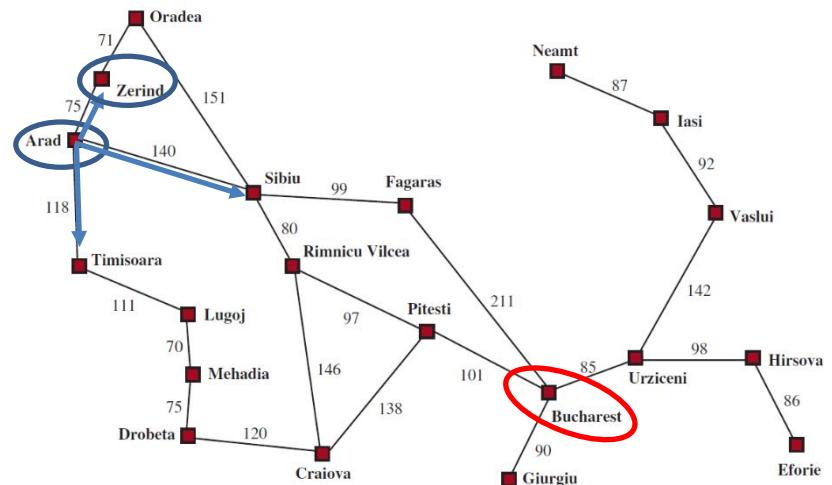 Oradea
71
Neamt
87
Zerind
151
75
Iasi
Arad
140
92
Sibiu
99
Fagaras
118
Vaslui
80
Timisoara
Rimnicu Vilcea
142
111
211
Lugoj
97
Pitesti
70
98
Hirsova
146
85
Mehadia
101
Urziceni
138
86
75
Bucharest
120
Drobeta
90
Craiova
Eforie
Giurgiu